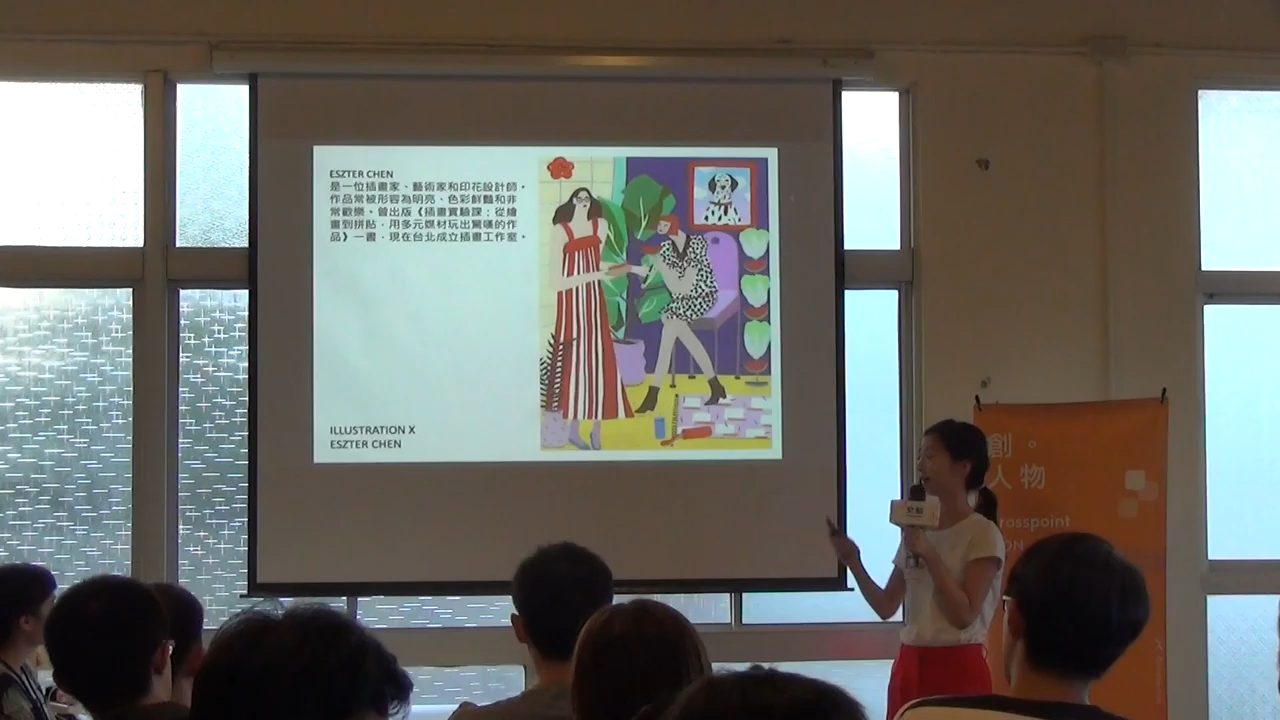 ESZTER CHEN
是一位插畫家、藝術家和印花設計師。
作品常被形容為明亮、色彩鮮豔和非
常歡樂。曾出版《插畫實驗課：從繪
畫到拼貼，用多元媒材玩出驚嘆的作
品》一書，現在台北成立插畫工作室。
ILLUSTRATION X
ESZTER CHEN
創。
人物
rosspoint
ON